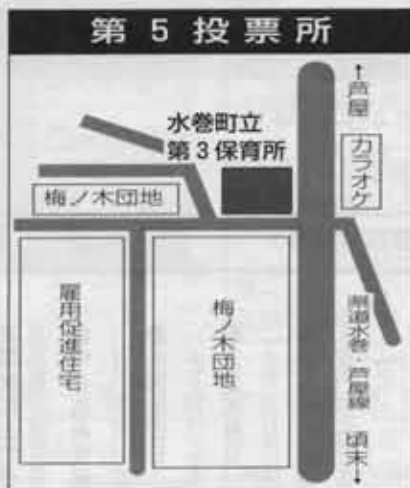 第５投票所
↑芦屋
水巻町立
第３保育所
カラオケ
梅ノ木団地
雇用促進住宅
梅ノ木団地
県道水巻・芦屋線
頃末↓